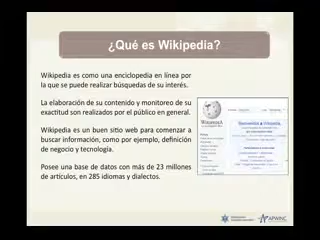 ¿Qué es Wikipedia?
Wikipedia es como una enciclopedia en línea por
la que se puede realizar búsquedas de su interés.
La elaboración de su contenido y monitoreo de su
exactitud son realizados por el público en general.
Wikipedia es un buen sitio web para comenzar a
buscar información, como por ejemplo, definición
de negocio y tecnología.
Posee una base de datos con más de 23 millones
de artículos, en 285 idiomas y dialectos.
WIKIPEDIA
APWINC